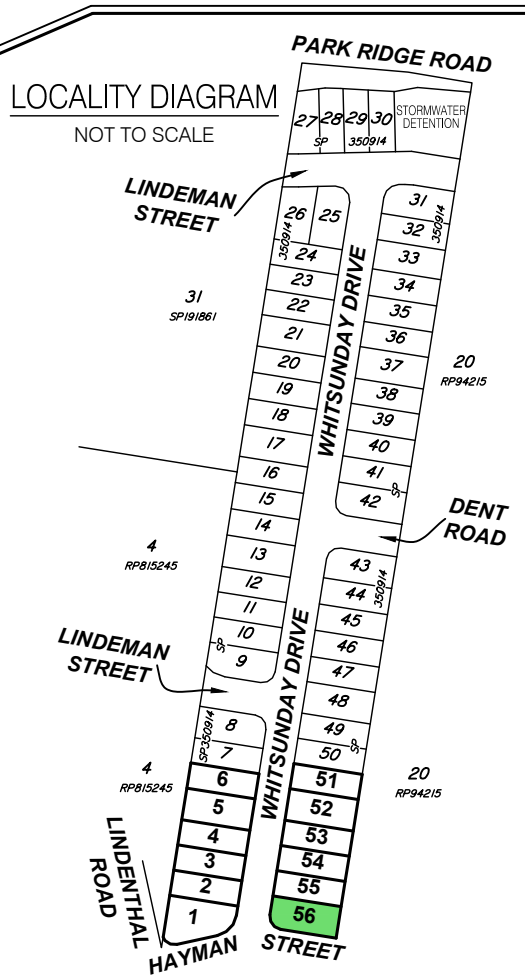 PARK RIDGE ROAD
LOCALITY DIAGRAM
NOT TO SCALE
27 28 29 30
SP 350914
STORMWATER
DETENTION
LINDEMAN
STREET
26 25
350914
31
32
350914
24
33
23
34
22
35
21
36
20
37
19
38
18
39
17
40
16
41
15
42
SP
14
13
12
11
10
SP
9
WHITSUNDAY DRIVE
31
SP191861
20
RP94215
DENT
ROAD
43
44
350914
45
46
47
48
49
SP
50
4
RP815245
LINDEMAN
STREET
WHITSUNDAY DRIVE
8
SP350914
7
4
RP815245
20
RP94215
6
51
5
52
4
53
3
54
2
55
1
56
LINDENTHAL
ROAD
HAYMAN STREET